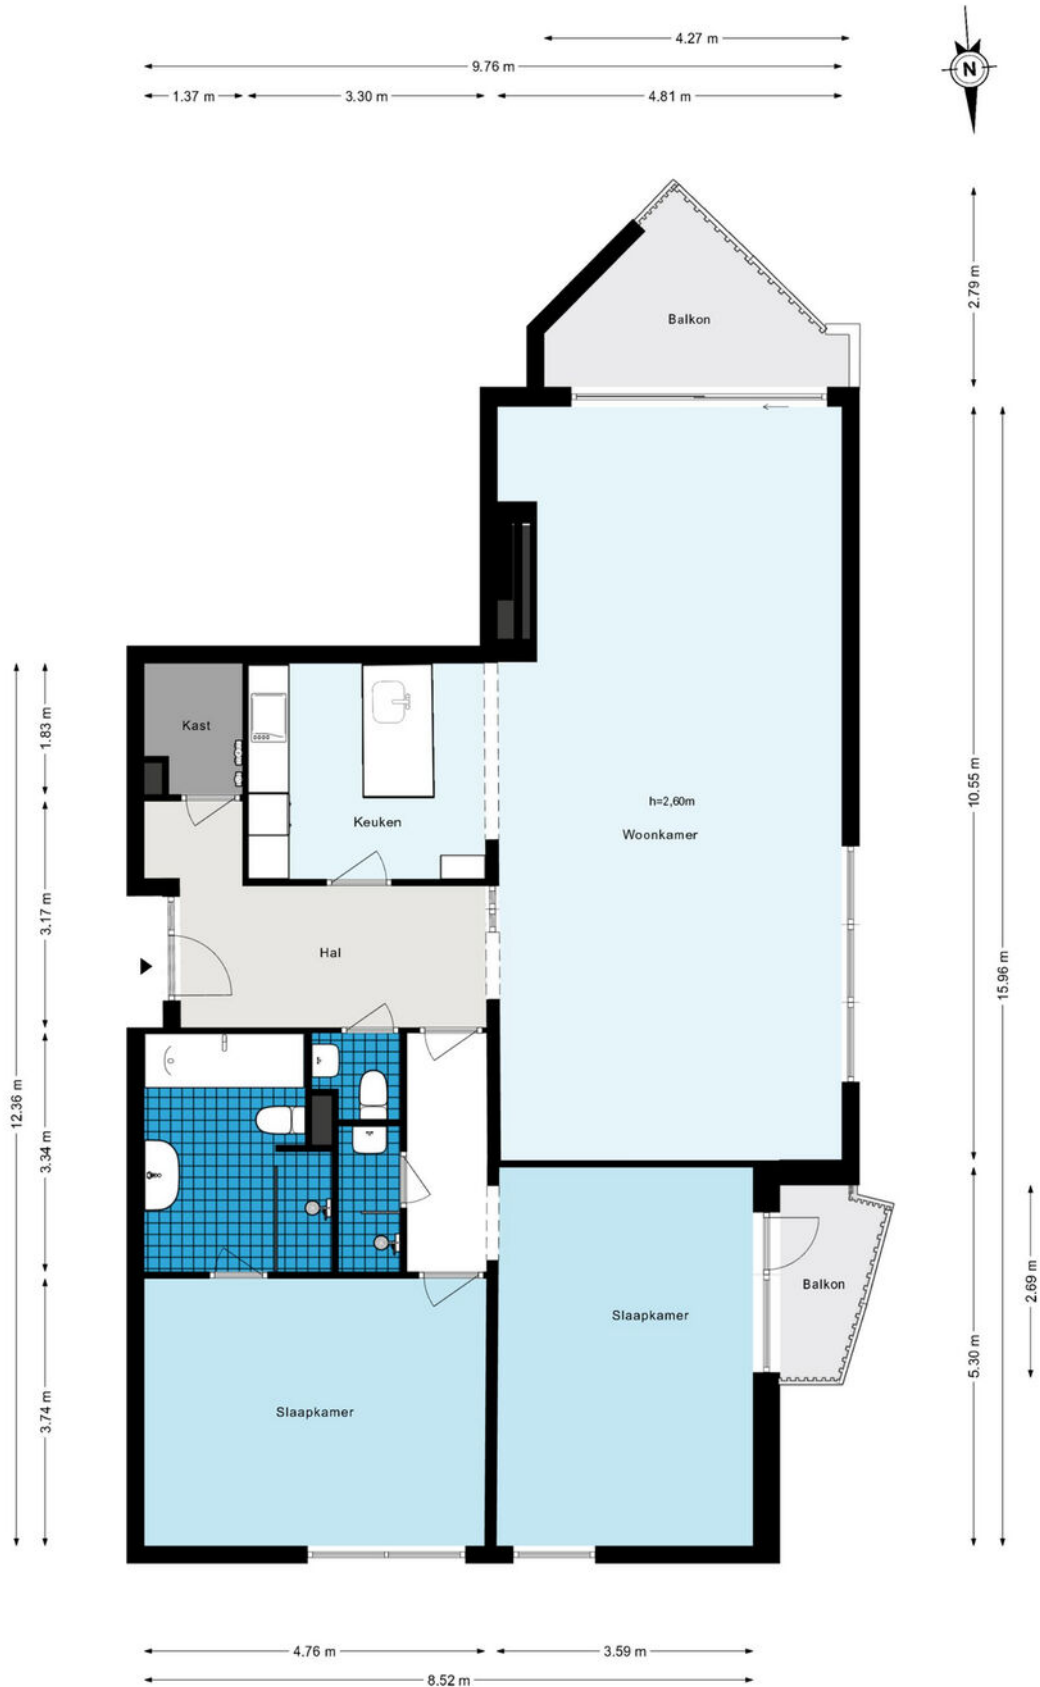 4.27 m
9.76 m
1.37 m
3.30 m
4.81 m
N
2.79 m
Balkon
10.55 m
15.96 m
12.36 m
1.83 m
Kast
Keuken
h=2,60m
Woonkamer
3.17 m
Hal
3.34 m
Balkon
2.69 m
Slaapkamer
5.30 m
3.74 m
Slaapkamer
4.76 m
3.59 m
8.52 m